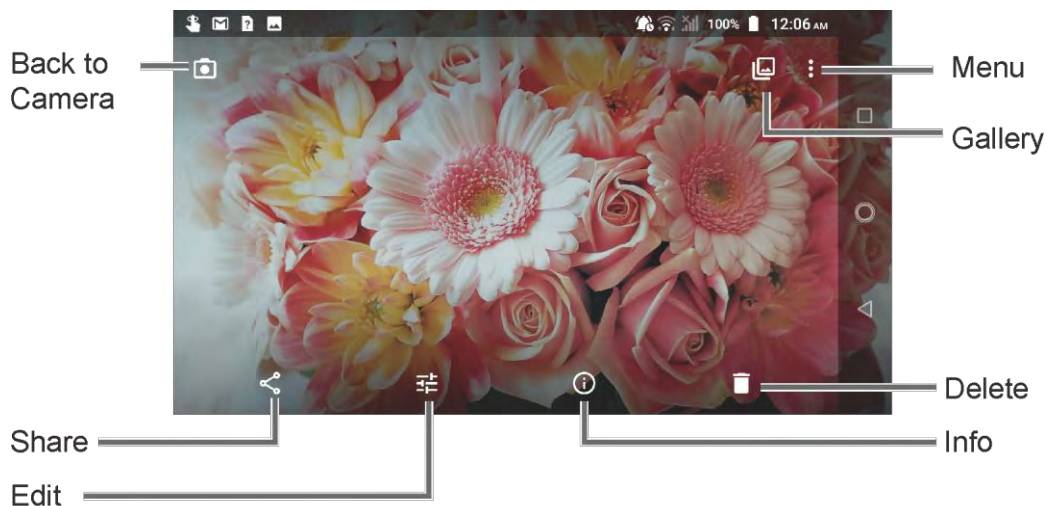 100% 12:06 AM
Back to
Camera
Menu
Gallery
Delete
Share
Info
Edit